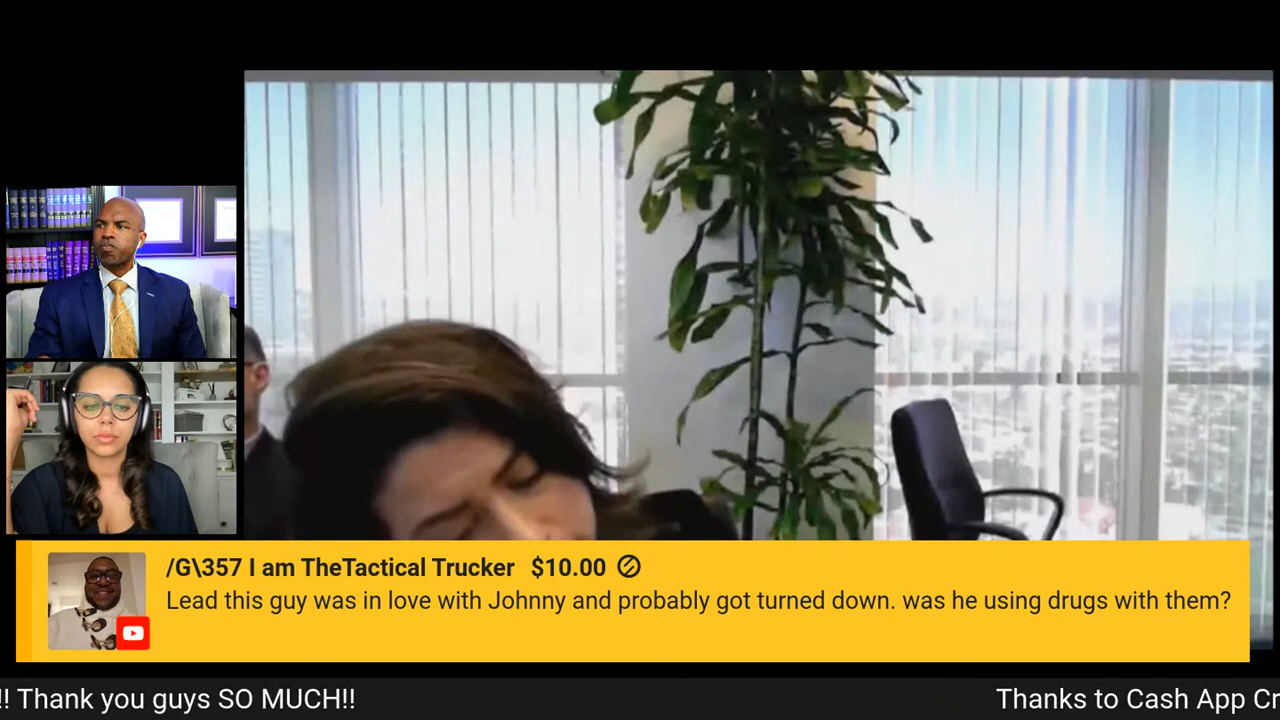 /G\357 I am TheTactical Trucker $10.00
Lead this guy was in love with Johnny and probably got turned down. was he using drugs with them?
!! Thank you guys SO MUCH!! Thanks to Cash App Cr